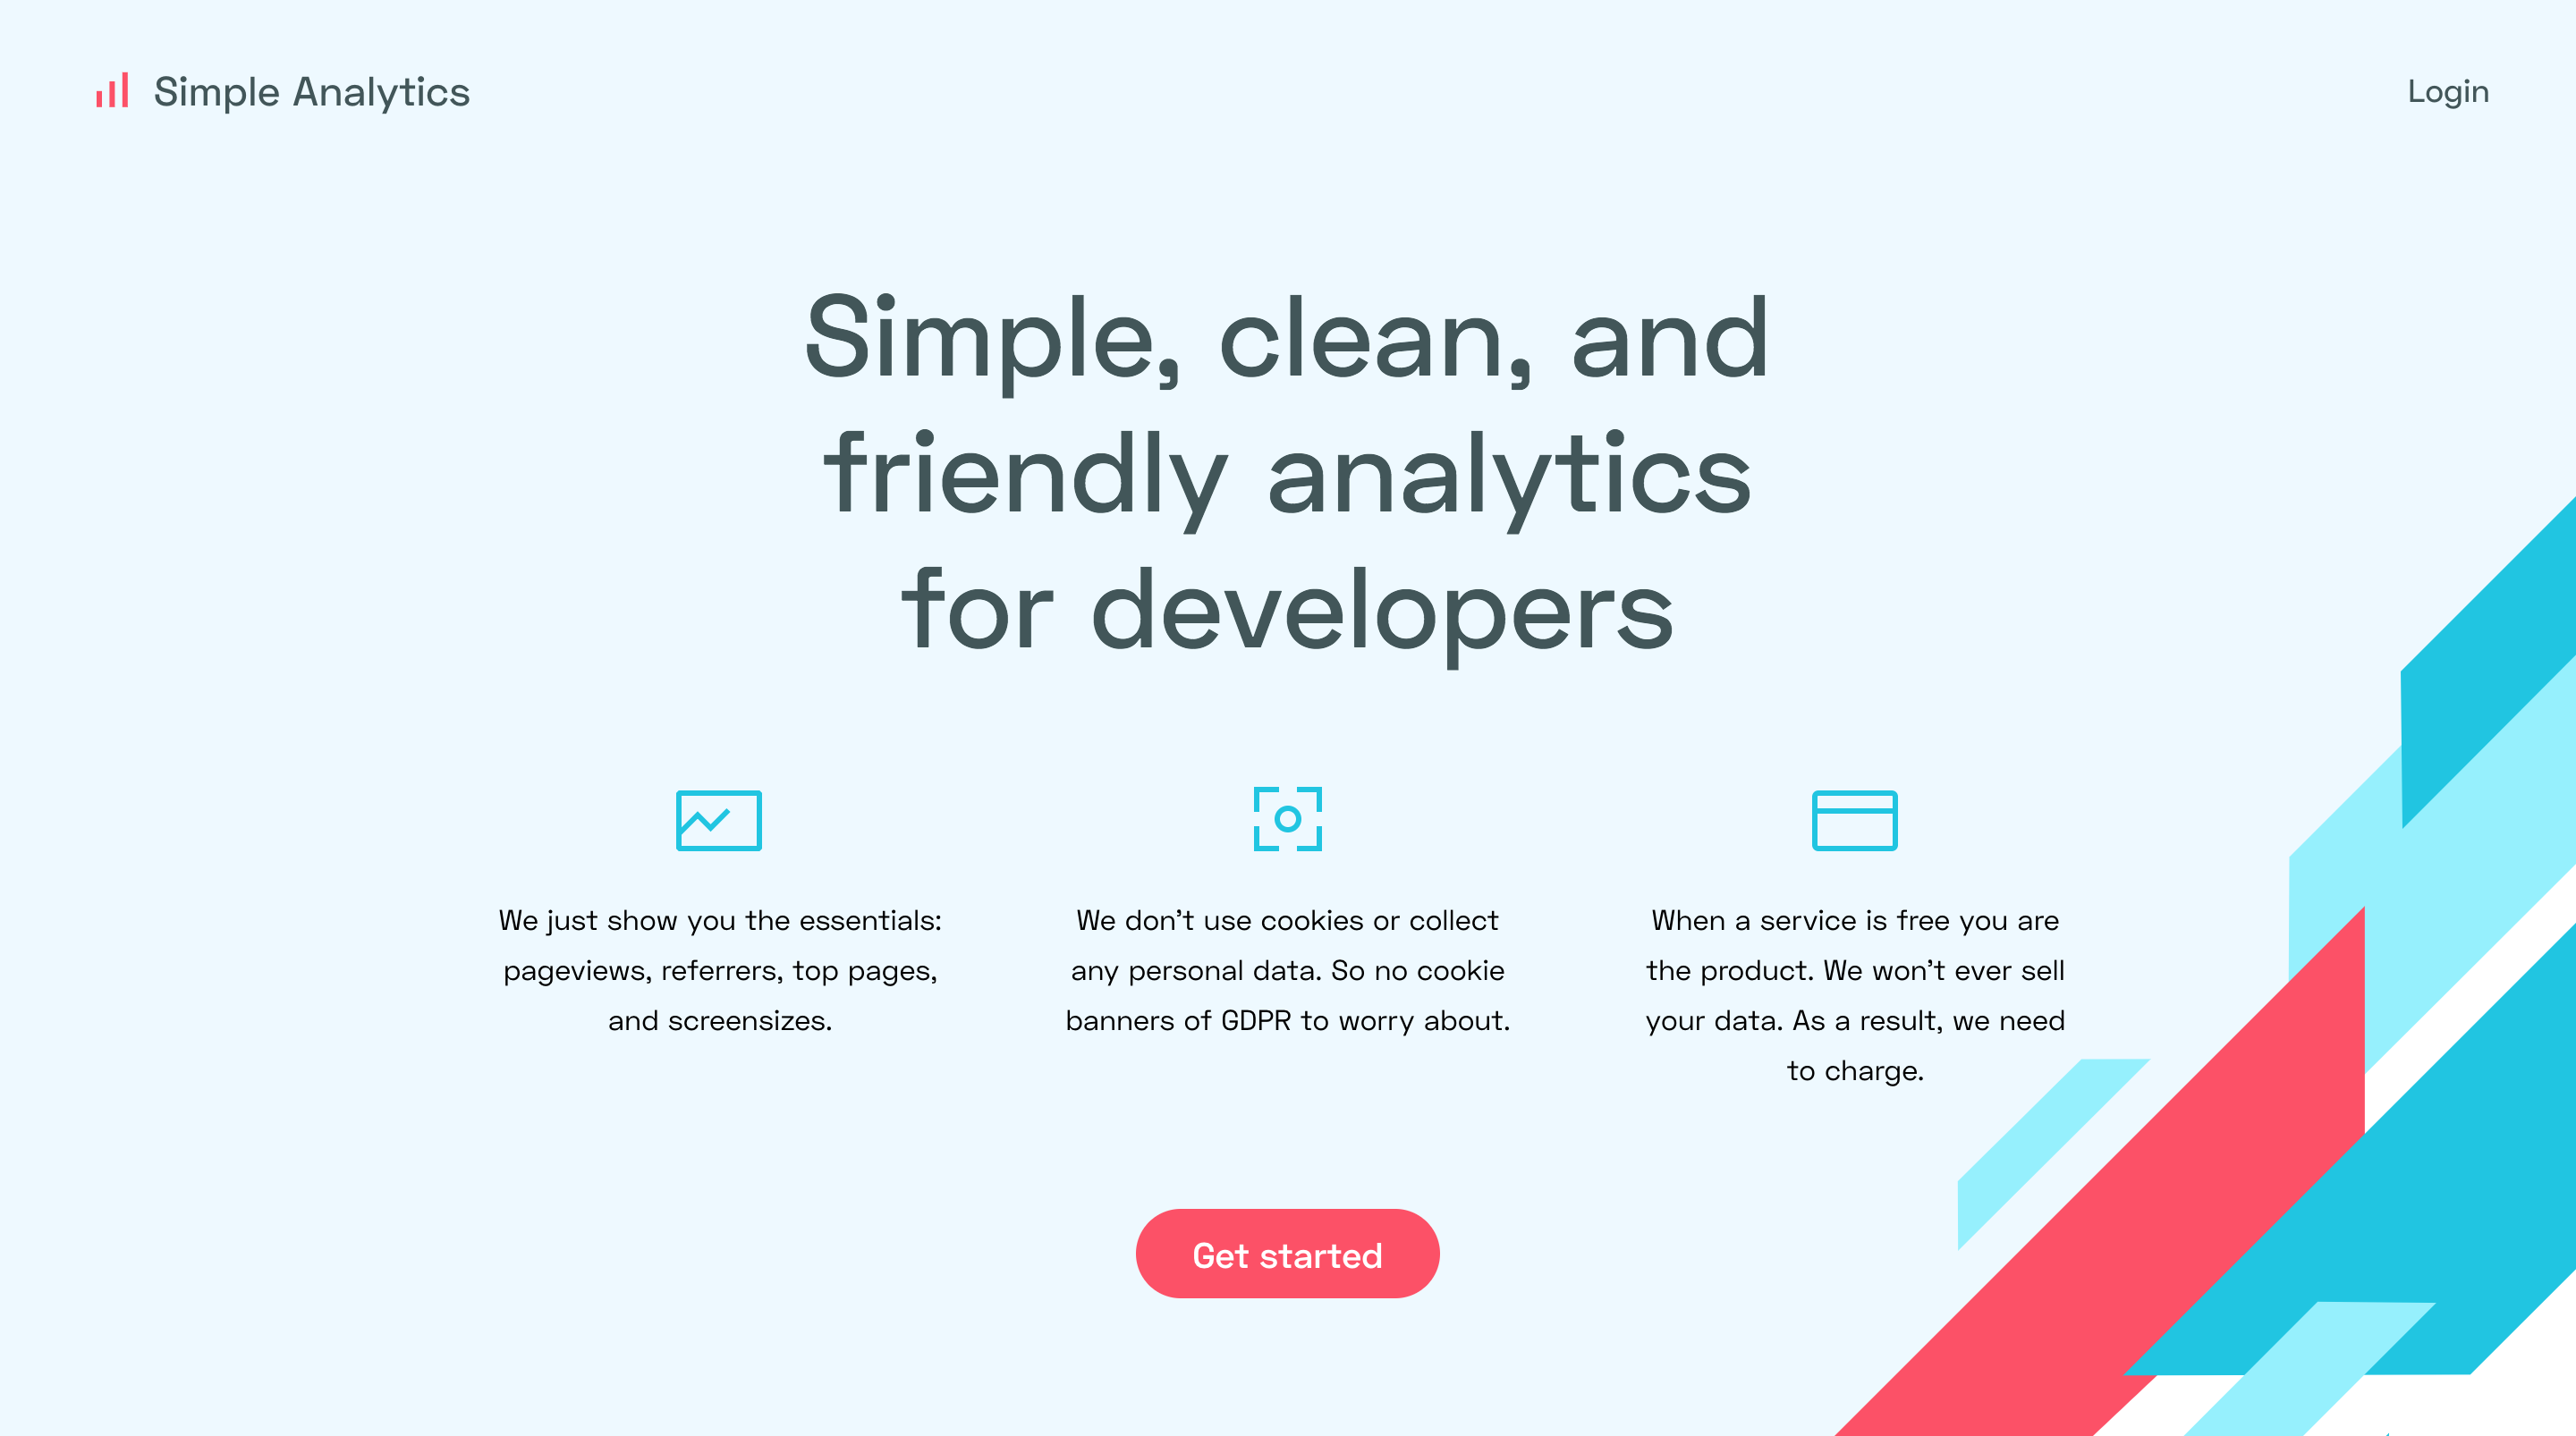 Simple Analytics
Login
Simple, clean, and
friendly analytics
for developers
We just show you the essentials:
pageviews, referrers, top pages,
and screensizes.
We don’t use cookies or collect
any personal data. So no cookie
banners of GDPR to worry about.
When a service is free you are
the product. We won’t ever sell
your data. As a result, we need
to charge.
Get started